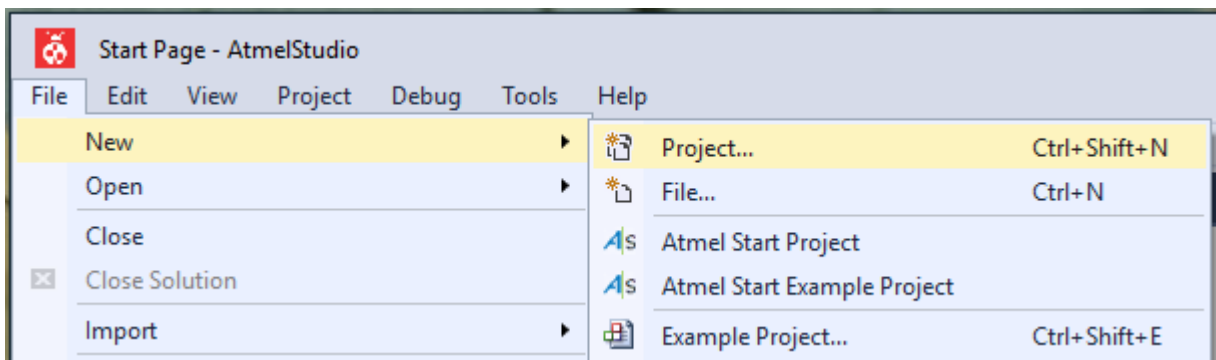 Start Page - AtmelStudio
File Edit View Project Debug Tools Help
New
Open
Close
Close Solution
Import
Project... Ctrl+Shift+N
File... Ctrl+N
Atmel Start Project
Atmel Start Example Project
Example Project... Ctrl+Shift+E